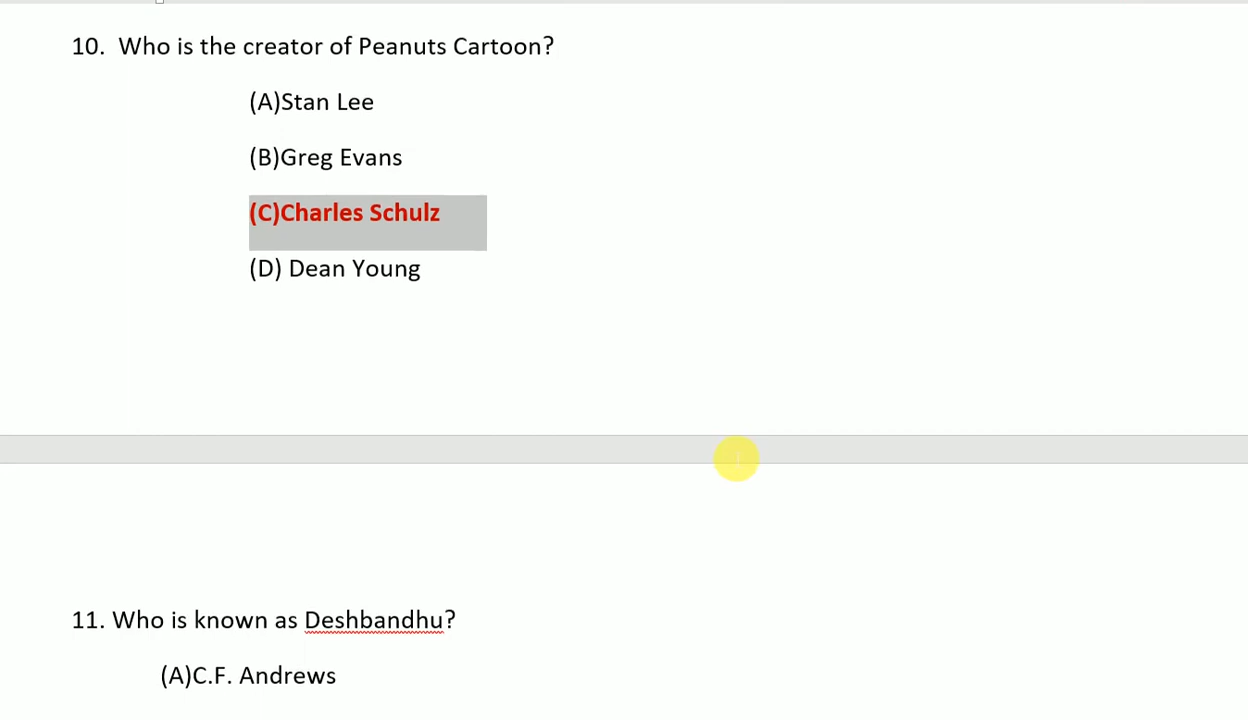 10. Who is the creator of Peanuts Cartoon?
(A)Stan Lee
(B)Greg Evans
(C)Charles Schulz
(D) Dean Young
11. Who is known as Deshbandhu?
(A)C.F. Andrews